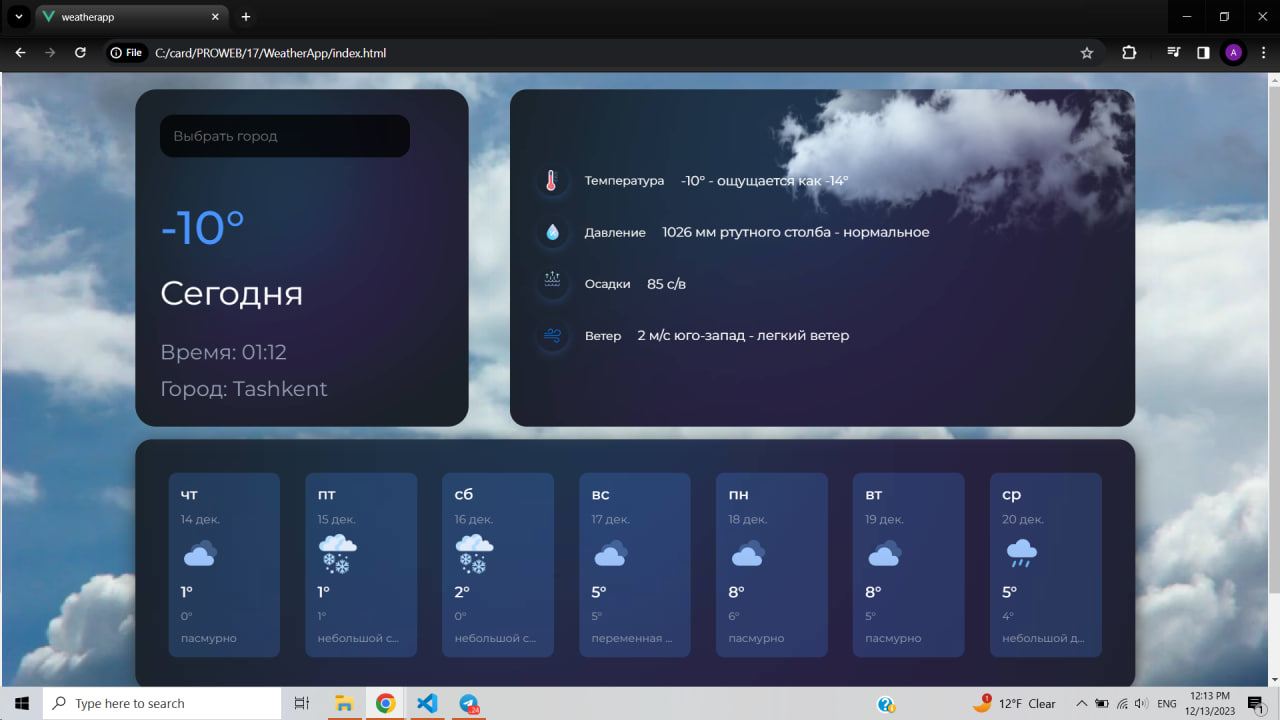 weatherapp
File C:/card/PROWEB/17/WeatherApp/index.html
A
Выбрать город
-10°
Сегодня
Время: 01:12
Город: Tashkent
Температура -10° - ощущается как -14°
Давление 1026 мм ртутного столба - нормальное
Осадки 85 с/в
Ветер 2 м/с юго-запад - легкий ветер
чт
14 дек.
1°
0°
пасмурно
пт
15 дек.
1°
1°
небольшой с...
сб
16 дек.
2°
0°
небольшой с...
вс
17 дек.
5°
5°
переменная ...
пн
18 дек.
8°
6°
пасмурно
вт
19 дек.
8°
5°
пасмурно
ср
20 дек.
5°
4°
небольшой д...
Type here to search
24
1
12°F Clear
ENG
12:13 PM
12/13/2023
1